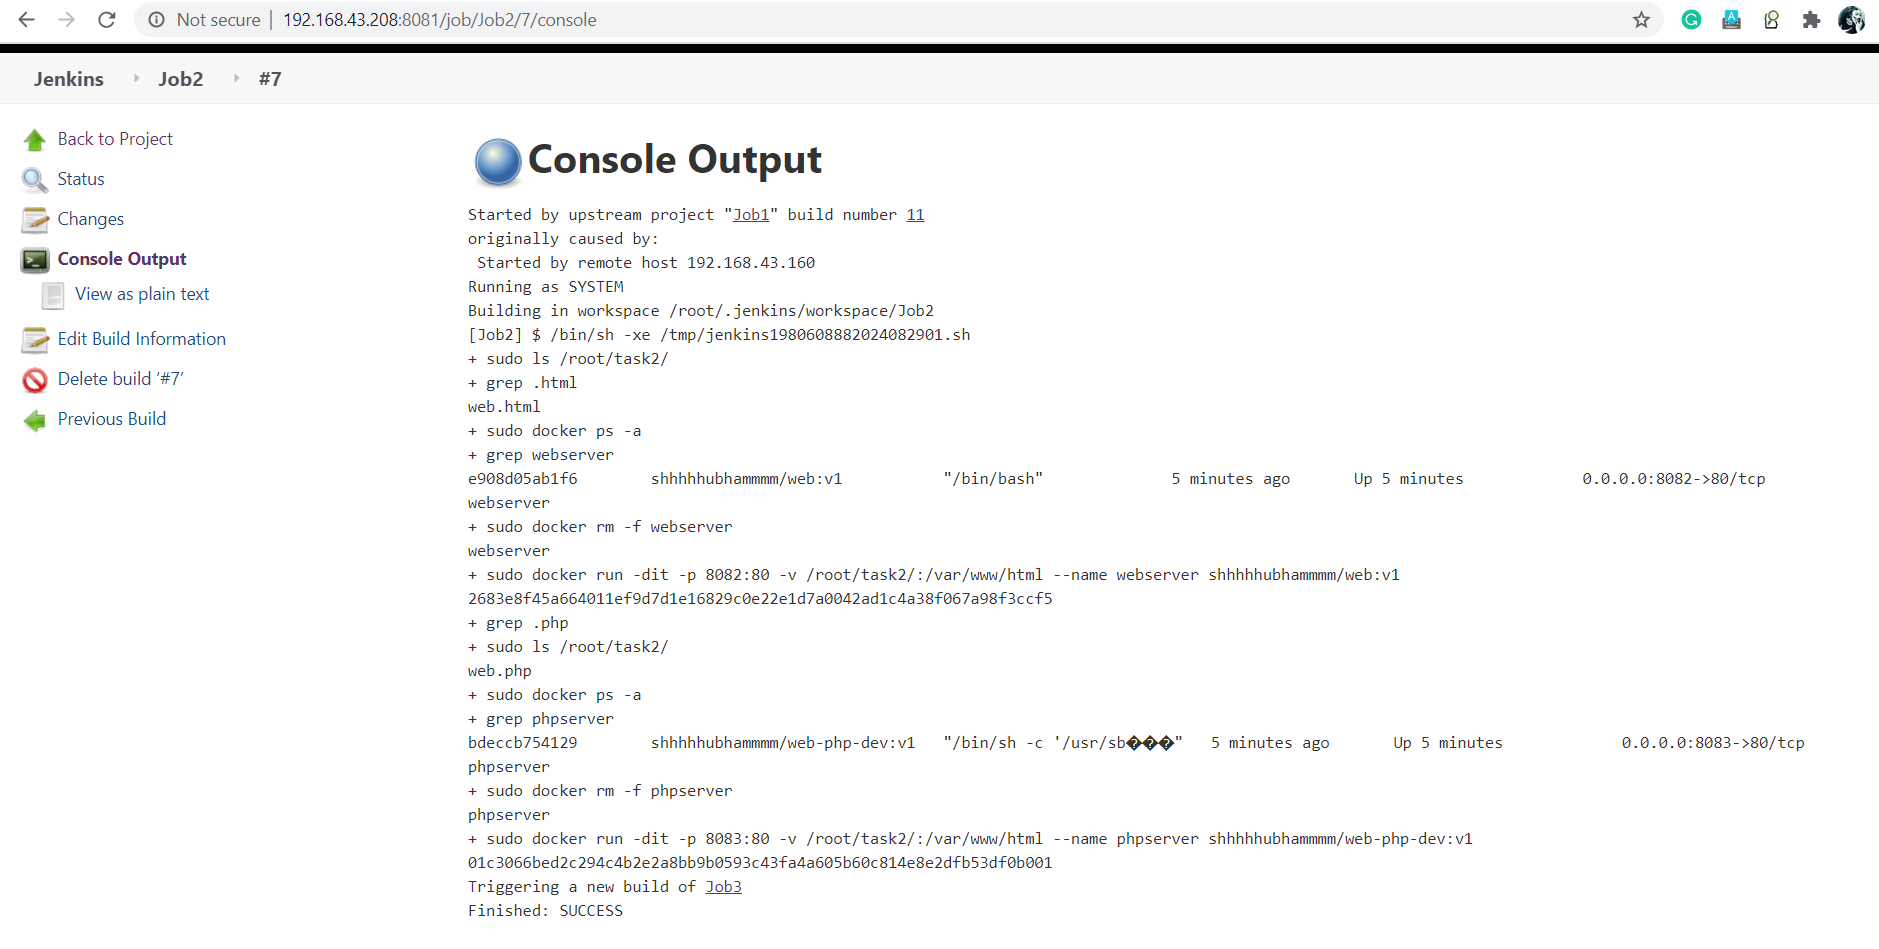 Not secure | 192.168.43.208:8081/job/Job2/7/console
Jenkins Job2 #7
Back to Project
Status
Changes
Console Output
View as plain text
Edit Build Information
Delete build ‘#7’
Previous Build
Console Output
Started by upstream project "Job1" build number 11
originally caused by:
Started by remote host 192.168.43.160
Running as SYSTEM
Building in workspace /root/.jenkins/workspace/Job2
[Job2] $ /bin/sh -xe /tmp/jenkins1980608882024082901.sh
+ sudo ls /root/task2/
+ grep .html
web.html
+ sudo docker ps -a
+ grep webserver
e908d05ab1f6 shhhhhubhammmm/web:v1 "/bin/bash" 5 minutes ago Up 5 minutes 0.0.0.0:8082->80/tcp
webserver
+ sudo docker rm -f webserver
webserver
+ sudo docker run -dit -p 8082:80 -v /root/task2/:/var/www/html --name webserver shhhhhubhammmm/web:v1
2683e8f45a664011ef9d7d1e16829c0e22e1d7a0042ad1c4a38f067a98f3ccf5
+ grep .php
+ sudo ls /root/task2/
web.php
+ sudo docker ps -a
+ grep phpserver
bdeccb754129 shhhhhubhammmm/web-php-dev:v1 "/bin/sh -c '/usr/sb���" 5 minutes ago Up 5 minutes 0.0.0.0:8083->80/tcp
phpserver
+ sudo docker rm -f phpserver
phpserver
+ sudo docker run -dit -p 8083:80 -v /root/task2/:/var/www/html --name phpserver shhhhhubhammmm/web-php-dev:v1
01c3066bed2c294c4b2e2a8bb9b0593c43fa4a605b60c814e8e2dfb53df0b001
Triggering a new build of Job3
Finished: SUCCESS